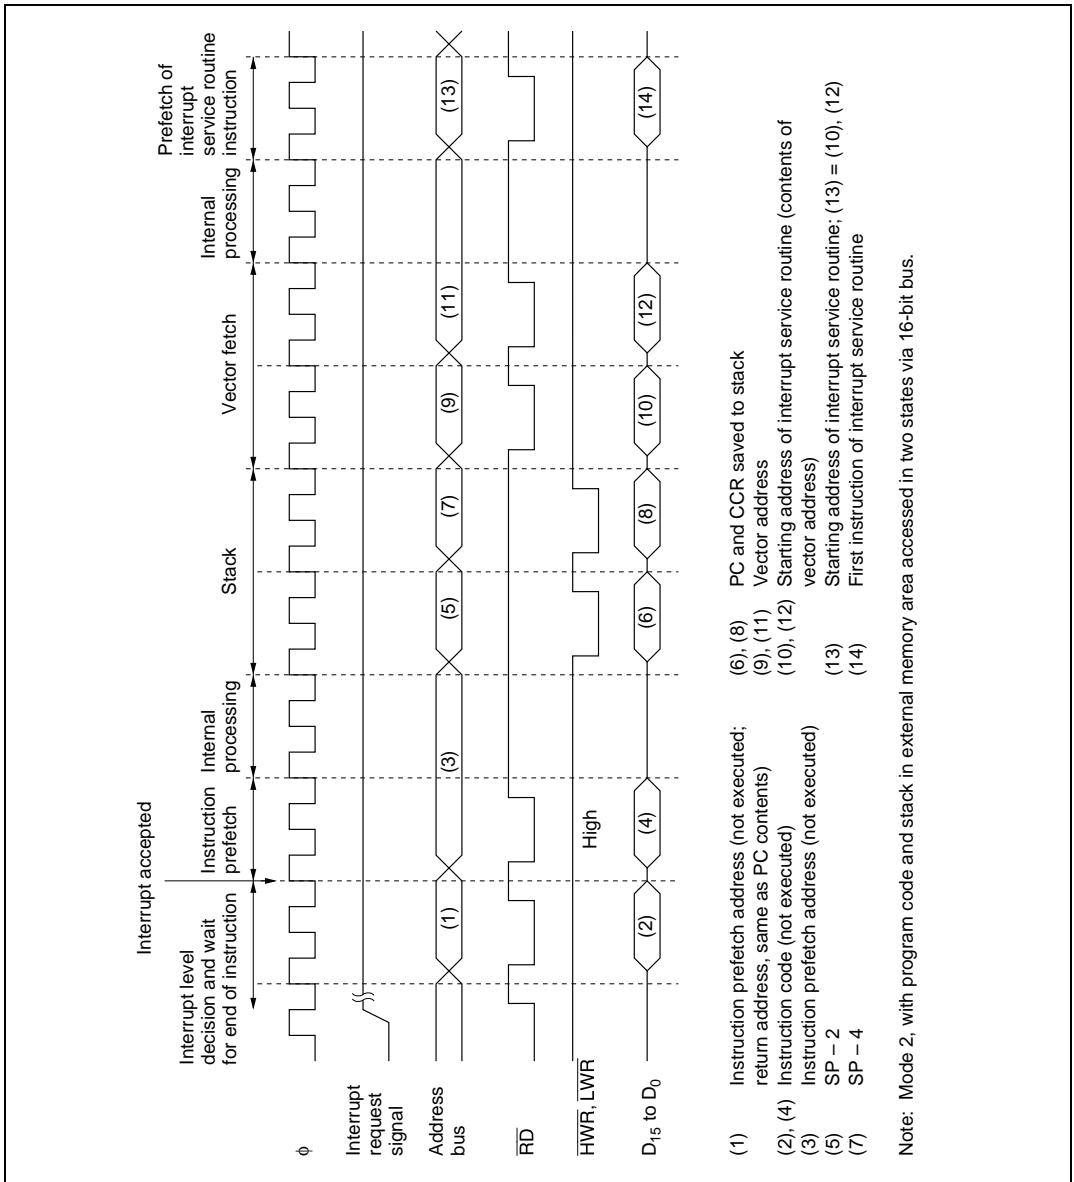 Interrupt accepted
Interrupt level
decision and wait
for end of instruction
Instruction
prefetch
Internal
processing
Stack
Vector fetch
Internal
processing
Prefetch of
interrupt
service routine
instruction
φ
Interrupt
request
signal
Address
bus
(1)
(3)
(5)
(7)
(9)
(11)
(13)
RD
HWR, LWR
High
D15 to D0
(2)
(4)
(6)
(8)
(10)
(12)
(14)
(1) Instruction prefetch address (not executed;
return address, same as PC contents)
(2), (4) Instruction code (not executed)
(3) Instruction prefetch address (not executed)
(5) SP – 2
(7) SP – 4
(6), (8) PC and CCR saved to stack
(9), (11) Vector address
(10), (12) Starting address of interrupt service routine (contents of
vector address)
(13) Starting address of interrupt service routine; (13) = (10), (12)
(14) First instruction of interrupt service routine
Note: Mode 2, with program code and stack in external memory area accessed in two states via 16-bit bus.